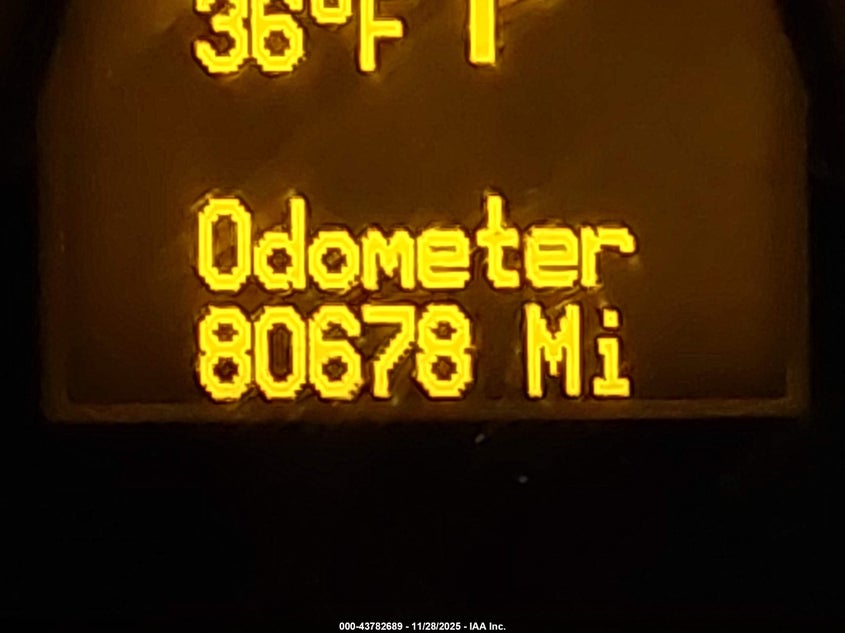 36°F
Odometer
80678 Mi
000-43782689 - 11/28/2025 - IAA Inc.